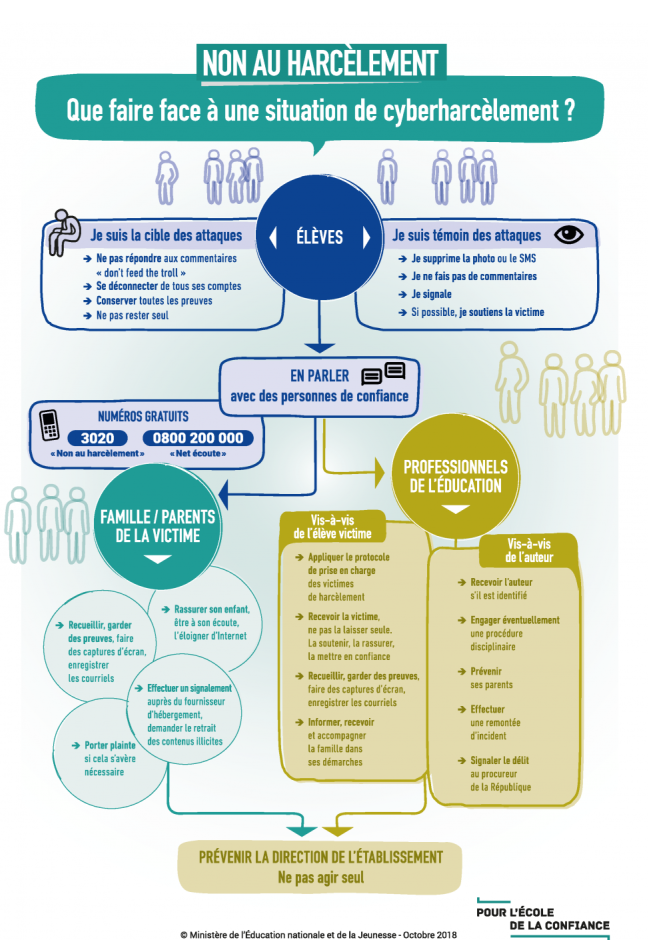 NON AU HARCÈLEMENT
Que faire face à une situation de cyberharcèlement ?
ÉLÈVES
Je suis la cible des attaques
➔ Ne pas répondre aux commentaires
« don't feed the troll »
➔ Se déconnecter de tous ses comptes
➔ Conserver toutes les preuves
➔ Ne pas rester seul
Je suis témoin des attaques
➔ Je supprime la photo ou le SMS
➔ Je ne fais pas de commentaires
➔ Je signale
➔ Si possible, je soutiens la victime
EN PARLER
avec des personnes de confiance
NUMÉROS GRATUITS
3020
« Non au harcèlement »
0800 200 000
« Net écoute »
FAMILLE / PARENTS
DE LA VICTIME
➔ Rassurer son enfant,
être à son écoute,
l'éloigner d'Internet
➔ Recueillir, garder
des preuves, faire
des captures d'écran,
enregistrer
les courriels
➔ Effectuer un signalement
auprès du fournisseur
d'hébergement,
demander le retrait
des contenus illicites
➔ Porter plainte
si cela s'avère
nécessaire
PROFESSIONNELS
DE L'ÉDUCATION
Vis-à-vis
de l'élève victime
➔ Appliquer le protocole
de prise en charge
des victimes
de harcèlement
➔ Recevoir la victime,
ne pas la laisser seule.
La soutenir, la rassurer,
la mettre en confiance
➔ Recueillir, garder des preuves,
faire des captures d'écran,
enregistrer les courriels
➔ Informer, recevoir
et accompagner
la famille dans
ses démarches
Vis-à-vis
de l'auteur
➔ Recevoir l'auteur
s'il est identifié
➔ Engager éventuellement
une procédure
disciplinaire
➔ Prévenir
ses parents
➔ Effectuer
une remontée
d'incident
➔ Signaler le délit
au procureur
de la République
PRÉVENIR LA DIRECTION DE L'ÉTABLISSEMENT
Ne pas agir seul
POUR L'ÉCOLE
DE LA CONFIANCE
© Ministère de l'Éducation nationale et de la Jeunesse - Octobre 2018